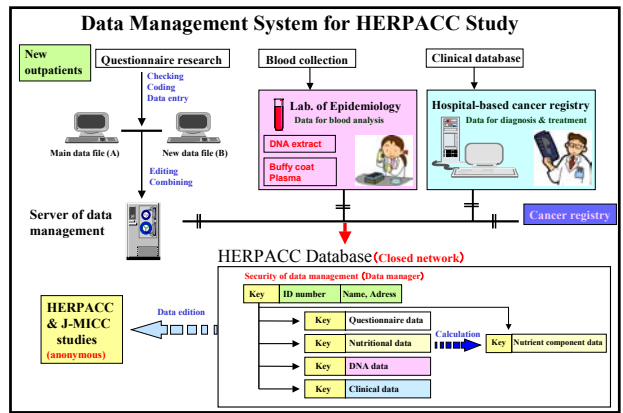 Data Management System for HERPACC Study
New
outpatients
Questionnaire research
Blood collection
Clinical database
Checking
Coding
Data entry
Lab. of Epidemiology
Data for blood analysis
DNA extract
Buffy coat
Plasma
Hospital-based cancer registry
Data for diagnosis & treatment
Main data file (A)
New data file (B)
Editing
Combining
Server of data
management
Cancer registry
HERPACC Database(Closed network)
Security of data management (Data manager)
Key
ID number
Name, Adress
HERPACC
& J-MICC
studies
(anonymous)
Data edition
Key
Questionnaire data
Key
Nutritional data
Calculation
Key
Nutrient component data
Key
DNA data
Key
Clinical data